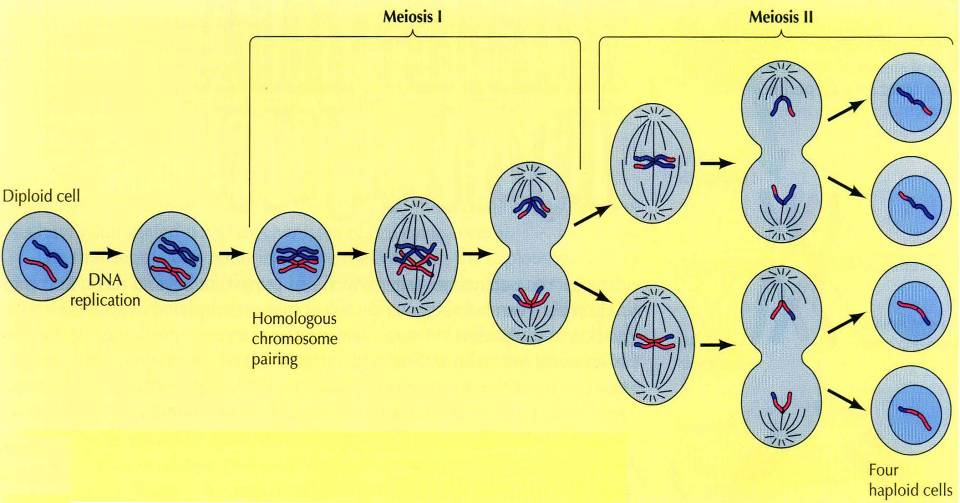 Meiosis I
Meiosis II
Diploid cell
DNA
replication
Homologous
chromosome
pairing
Four
haploid cells